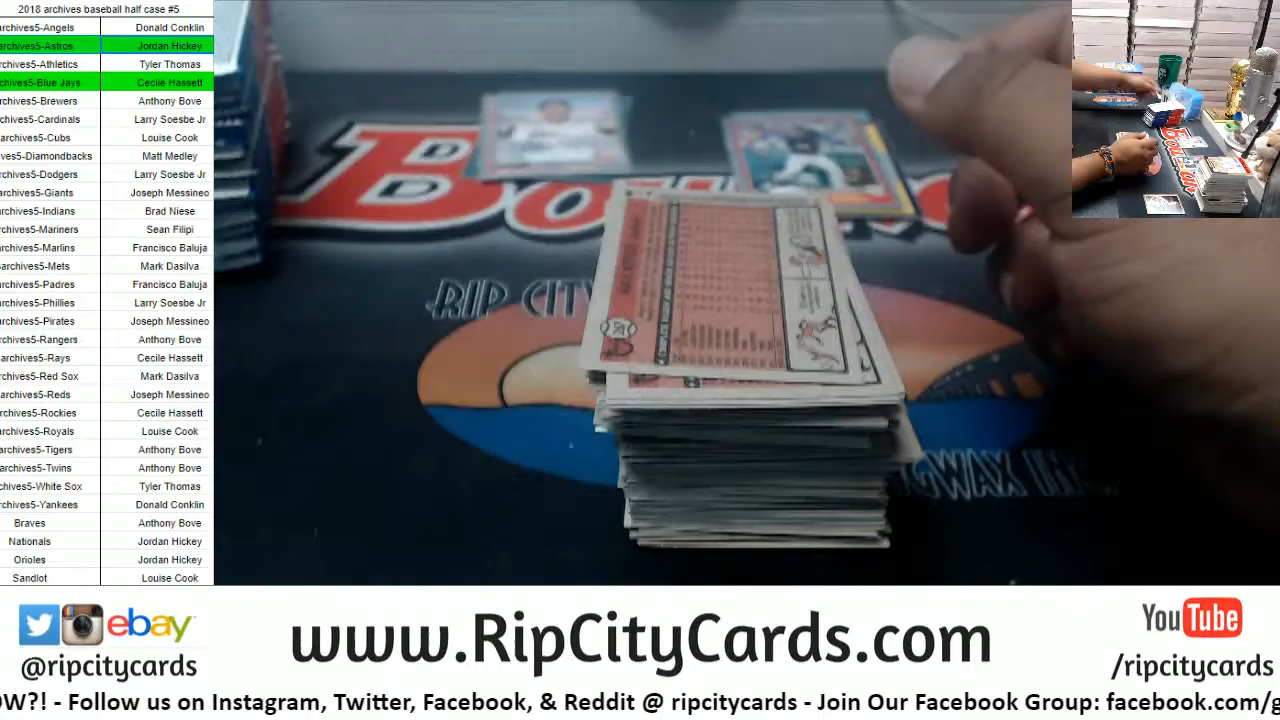 2018 archives baseball half case #5
archives5-Angels Donald Conklin
archives5-Astros Jordan Hickey
archives5-Athletics Tyler Thomas
chives5-Blue Jays Cecile Hassett
archives5-Brewers Anthony Bove
archives5-Cardinals Larry Soesbe Jr
archives5-Cubs Louise Cook
ives5-Diamondbacks Matt Medley
archives5-Dodgers Larry Soesbe Jr
archives5-Giants Joseph Messineo
archives5-Indians Brad Niese
archives5-Mariners Sean Filipi
archives5-Marlins Francisco Baluja
archives5-Mets Mark Dasilva
archives5-Padres Francisco Baluja
archives5-Phillies Larry Soesbe Jr
archives5-Pirates Joseph Messineo
archives5-Rangers Anthony Bove
archives5-Rays Cecile Hassett
archives5-Red Sox Mark Dasilva
archives5-Reds Joseph Messineo
archives5-Rockies Cecile Hassett
archives5-Royals Louise Cook
archives5-Tigers Anthony Bove
archives5-Twins Anthony Bove
chives5-White Sox Tyler Thomas
archives5-Yankees Donald Conklin
Braves Anthony Bove
Nationals Jordan Hickey
Orioles Jordan Hickey
Sandlot Louise Cook
RIP CITY
GWAX IN
ebay
@ripcitycards
www.RipCityCards.com
YouTube
/ripcitycards
OW?! - Follow us on Instagram, Twitter, Facebook, & Reddit @ ripcitycards - Join Our Facebook Group: facebook.com/g